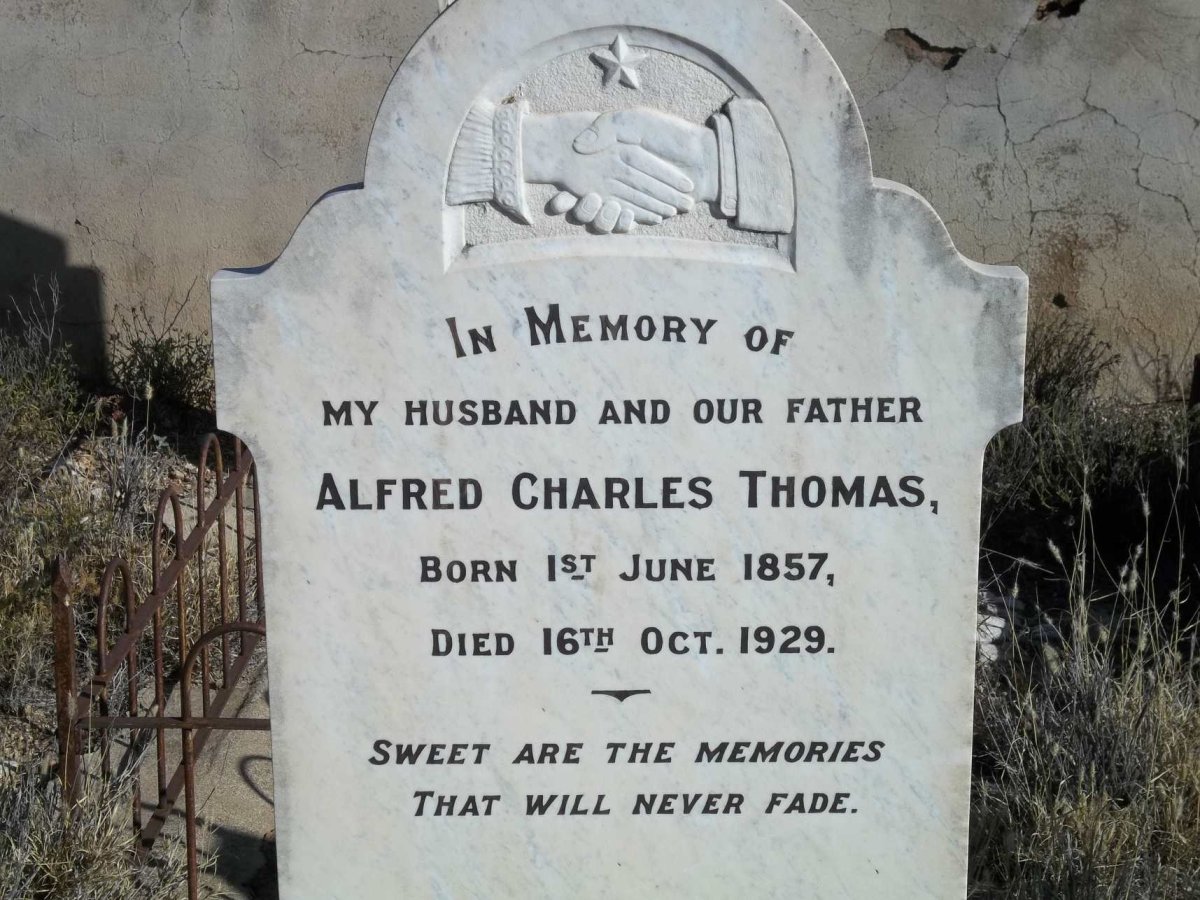 In Memory of
MY HUSBAND AND OUR FATHER
ALFRED CHARLES THOMAS,
BORN 1ST JUNE 1857,
DIED 16TH OCT. 1929.
SWEET ARE THE MEMORIES
THAT WILL NEVER FADE.